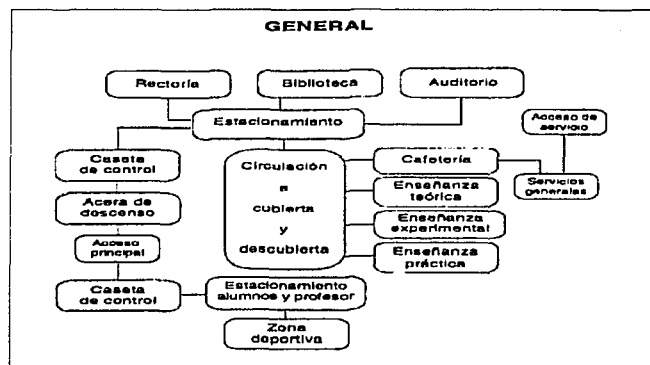 GENERAL
Rectoría
Biblioteca
Auditorio
Estacionamiento
Acceso de
servicio
Caseta
de control
Circulación
a
cubierta
y
descubierta
Cafetería
Servicios
generales
Enseñanza
teórica
Acera de
descenso
Enseñanza
experimental
Acceso
principal
Enseñanza
práctica
Caseta
de control
Estacionamiento
alumnos y profesor
Zona
deportiva